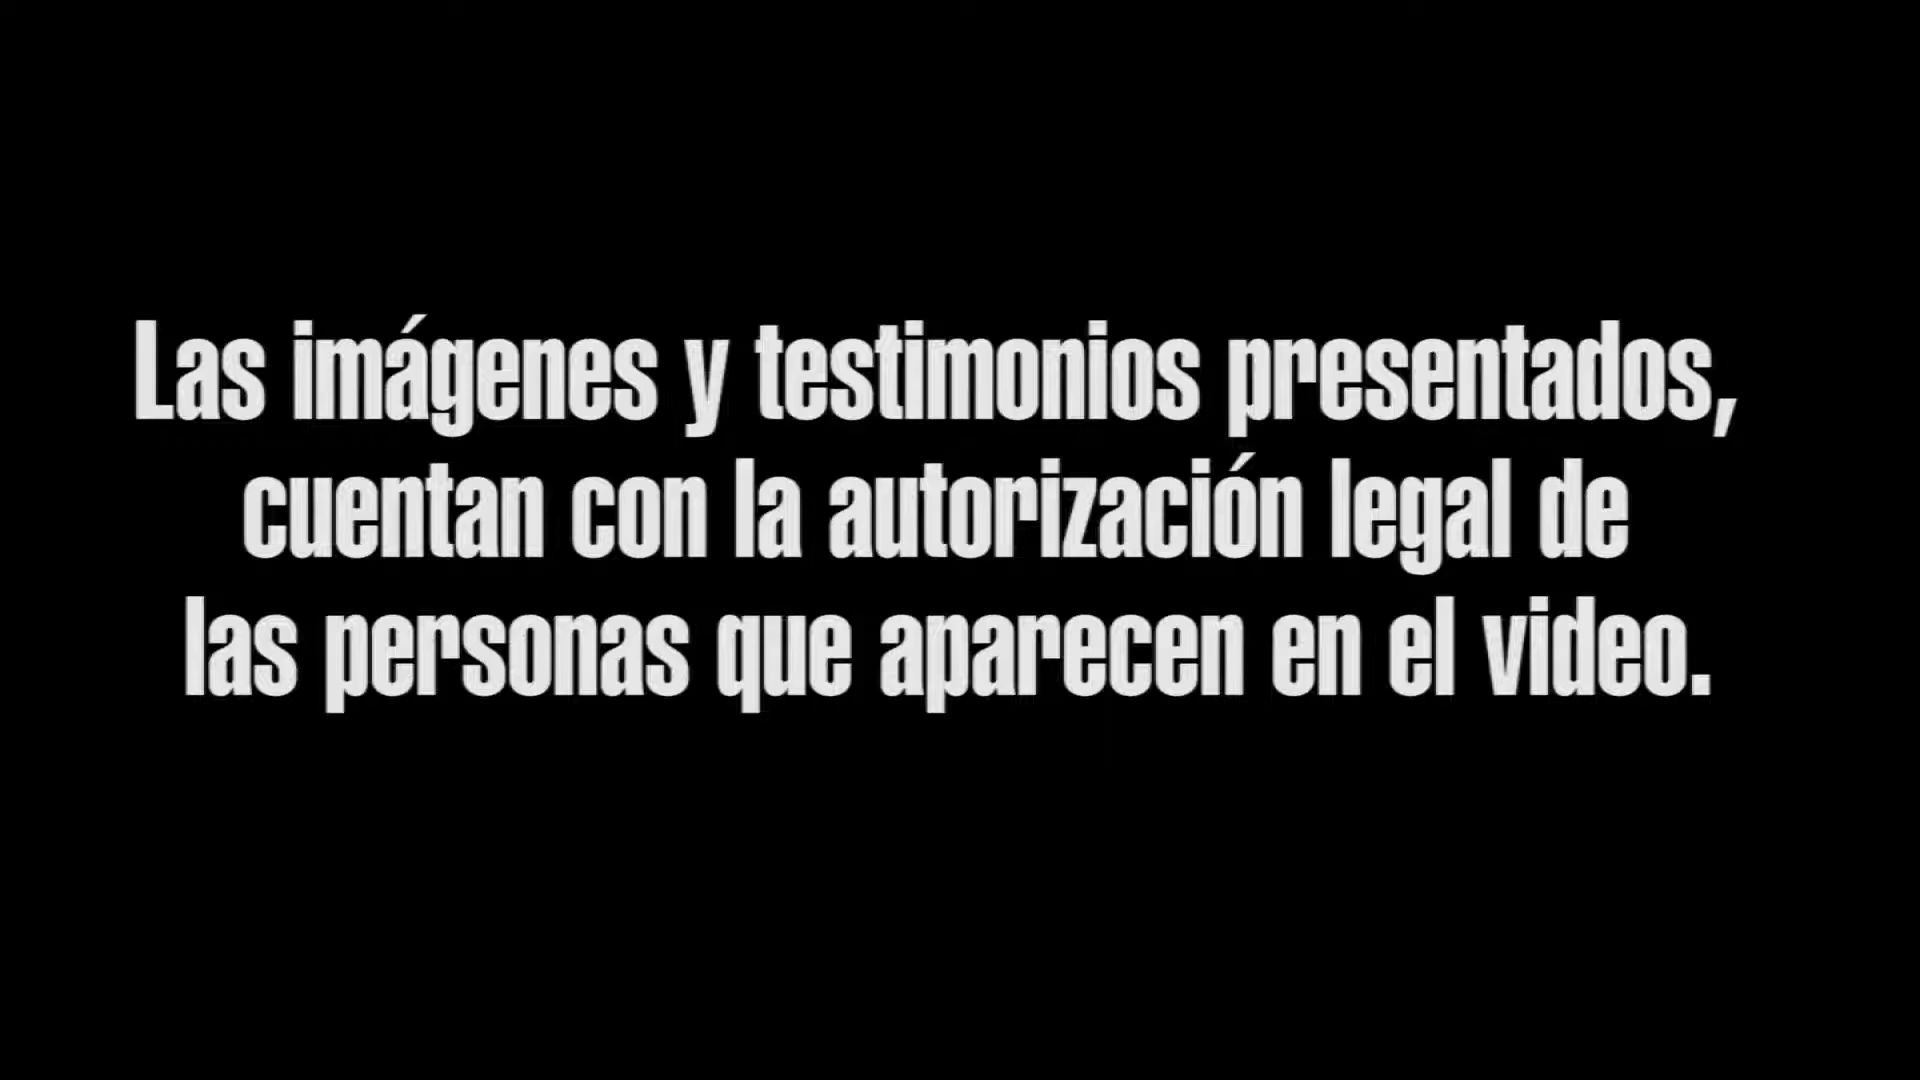 Las imágenes y testimonios presentados,
cuentan con la autorización legal de
las personas que aparecen en el video.